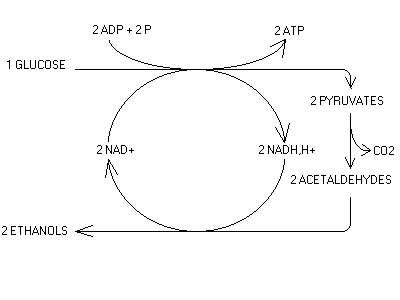 2 ADP + 2 P
2 ATP
1 GLUCOSE
2 PYRUVATES
2 NAD+
2 NADH,H+
CO2
2 ACETALDEHYDES
2 ETHANOLS